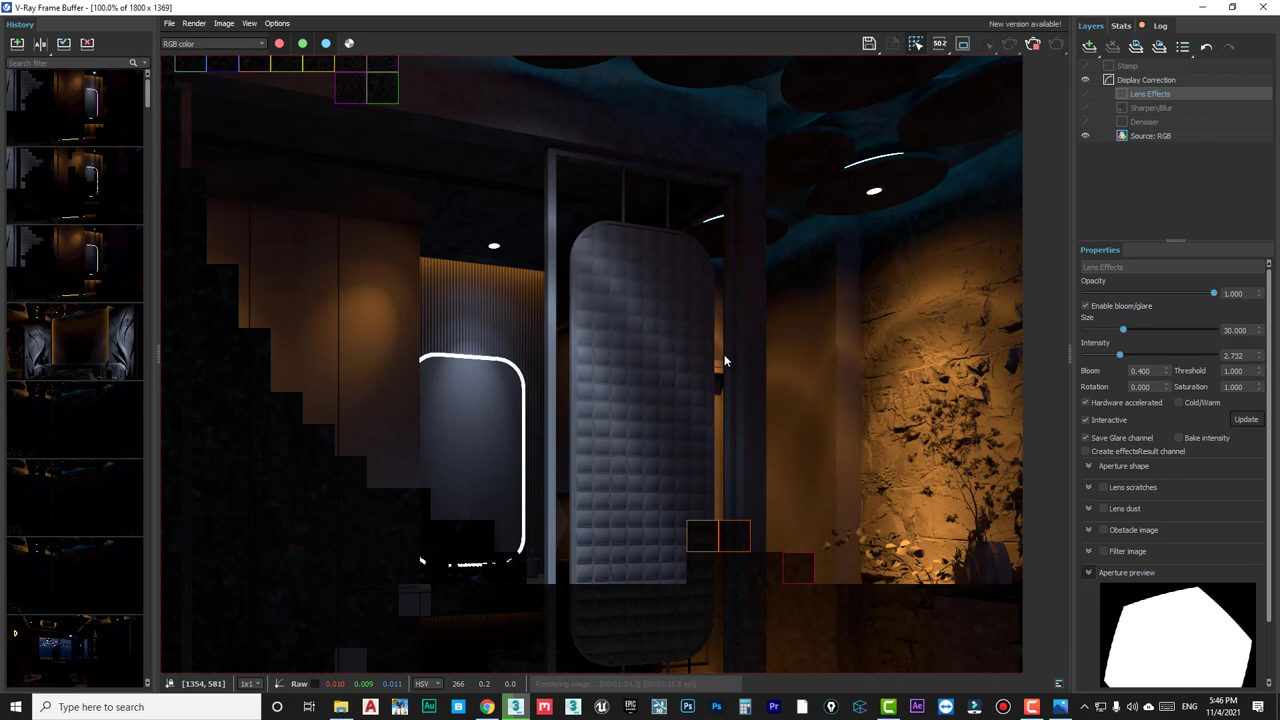 V-Ray Frame Buffer - [100.0% of 1800 x 1369]
History
File Render Image View Options
New version available!
Layers Stats Log
RGB color
Search filter
Stamp
Display Correction
Lens Effects
Sharpen/Blur
Denoiser
Source: RGB
Properties
Lens Effects
Opacity
1.000
Enable bloom/glare
Size
30.000
Intensity
2.732
Bloom 0.400 Threshold 1.000
Rotation 0.000 Saturation 1.000
Hardware accelerated Cold/Warm
Interactive Update
Save Glare channel Bake intensity
Create effectsResult channel
Aperture shape
Lens scratches
Lens dust
Obstacle image
Filter image
Aperture preview
[1354, 581] 1x1 Raw 0.010 0.009 0.011 HSV 266 0.2 0.0
Type here to search
ENG
5:46 PM
11/4/2021